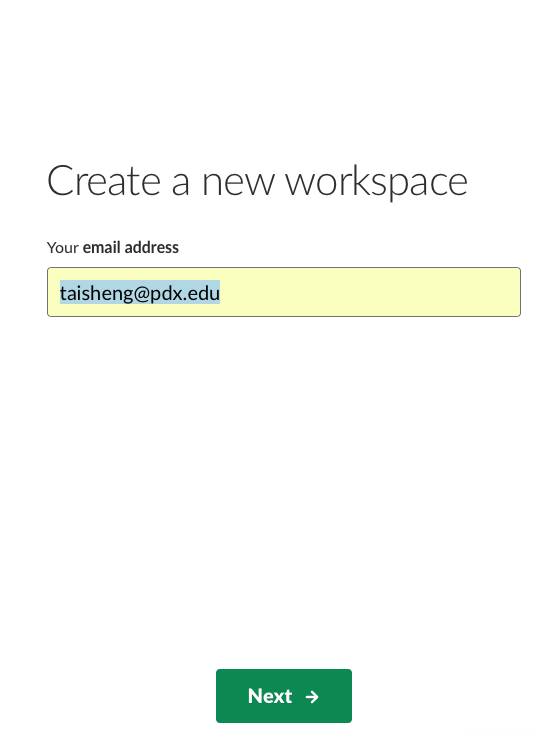 Create a new workspace
Your email address
taisheng@pdx.edu
Next →